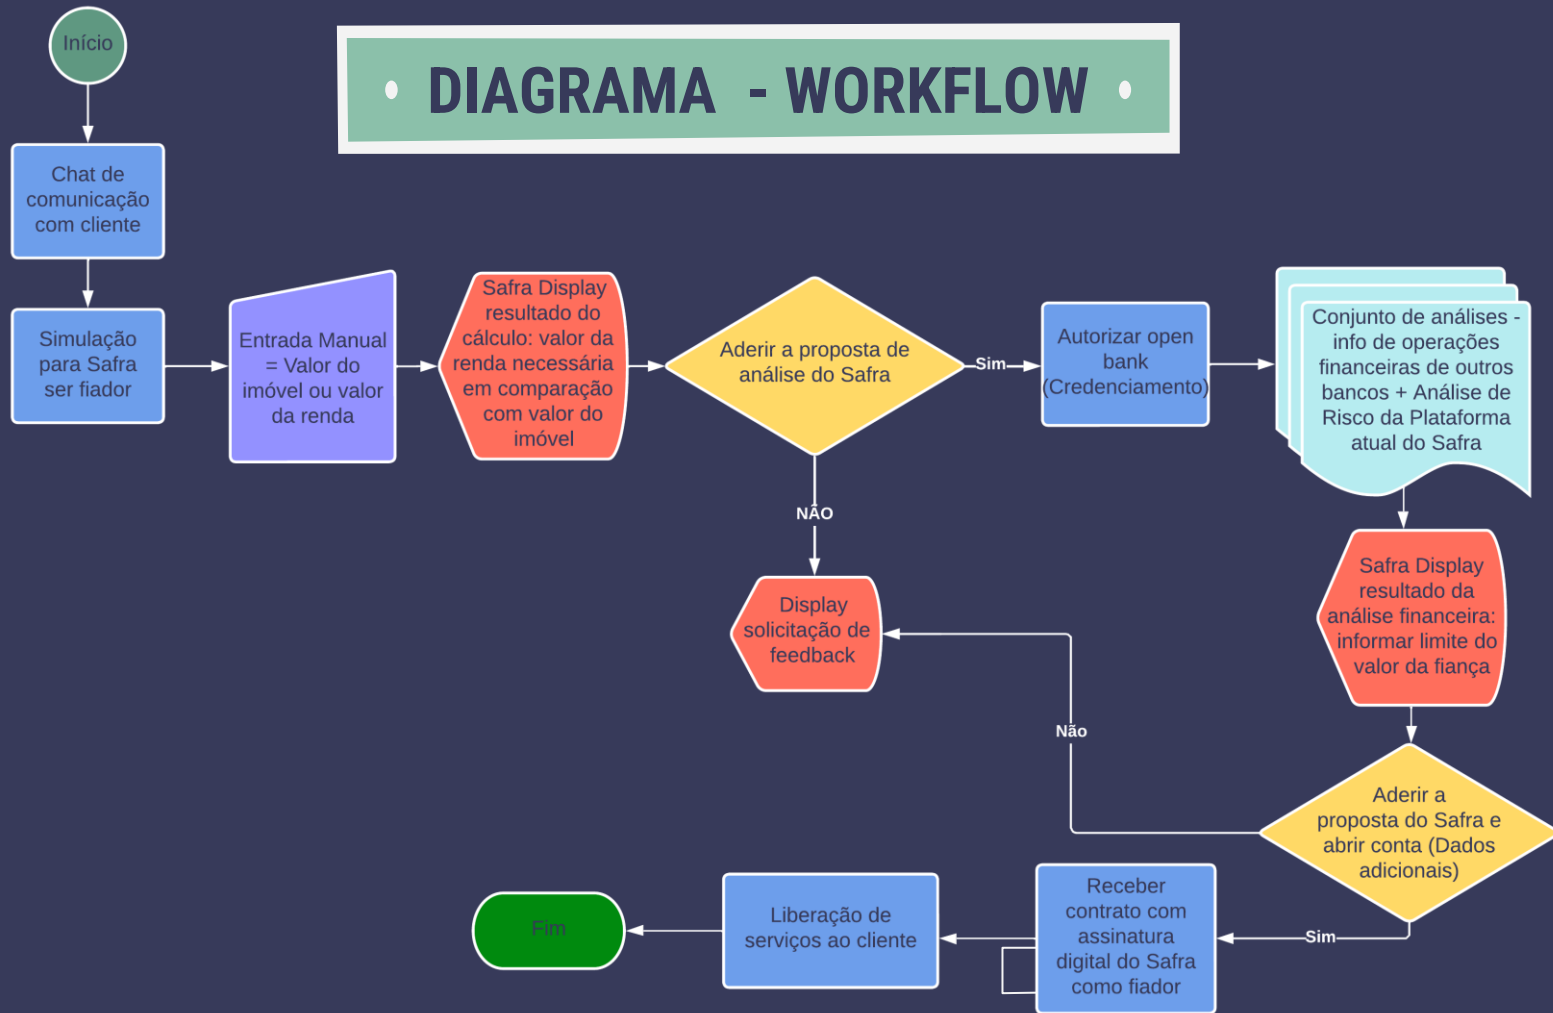 Início
DIAGRAMA - WORKFLOW
Chat de
comunicação
com cliente
Simulação
para Safra
ser fiador
Entrada Manual
= Valor do
imóvel ou valor
da renda
Safra Display
resultado do
cálculo: valor da
renda necessária
em comparação
com valor do
imóvel
Aderir a proposta de
análise do Safra
Sim
Autorizar open
bank
(Credenciamento)
Conjunto de análises -
info de operações
financeiras de outros
bancos + Análise de
Risco da Plataforma
atual do Safra
NÃO
Display
solicitação de
feedback
Safra Display
resultado da
análise financeira:
informar limite do
valor da fiança
Não
Aderir a
proposta do Safra e
abrir conta (Dados
adicionais)
Sim
Receber
contrato com
assinatura
digital do Safra
como fiador
Liberação de
serviços ao cliente
Fim